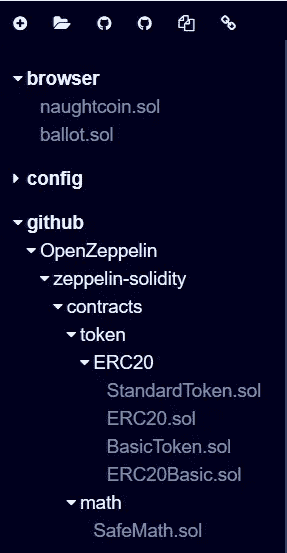 browser
naughtcoin.sol
ballot.sol
config
github
OpenZeppelin
zeppelin-solidity
contracts
token
ERC20
StandardToken.sol
ERC20.sol
BasicToken.sol
ERC20Basic.sol
math
SafeMath.sol